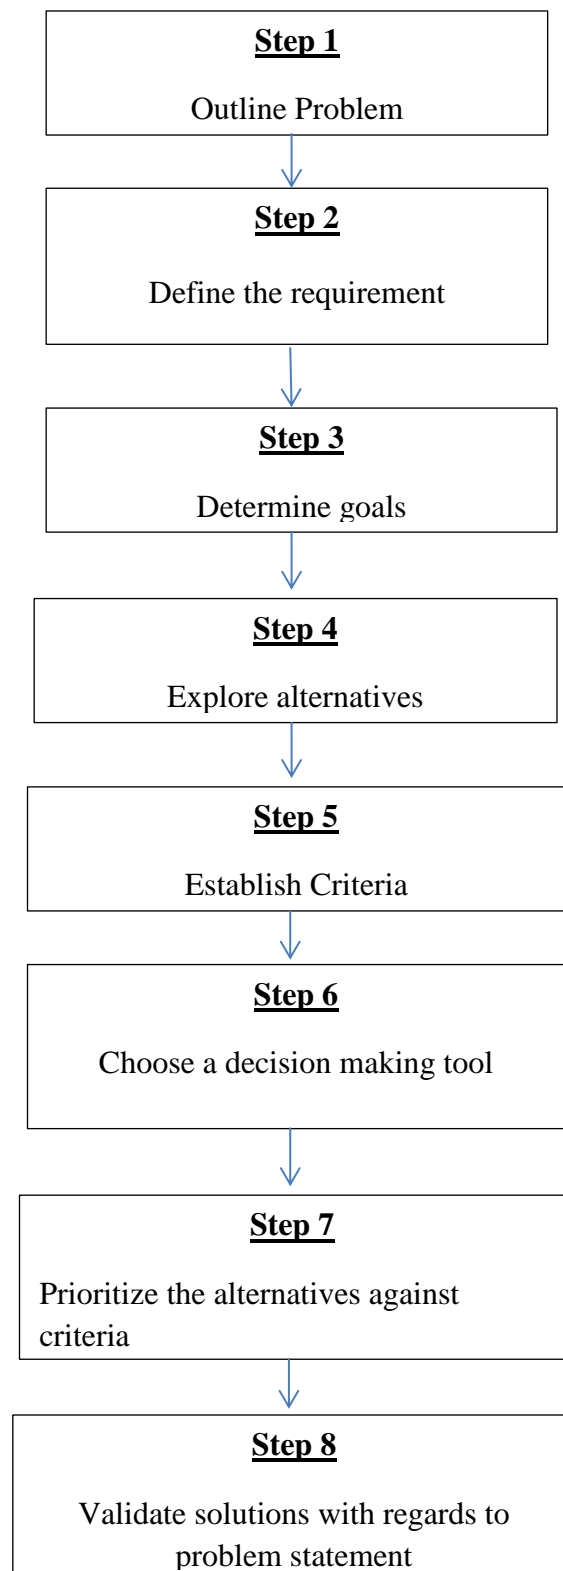 Step 1
Outline Problem
Step 2
Define the requirement
Step 3
Determine goals
Step 4
Explore alternatives
Step 5
Establish Criteria
Step 6
Choose a decision making tool
Step 7
Prioritize the alternatives against
criteria
Step 8
Validate solutions with regards to
problem statement